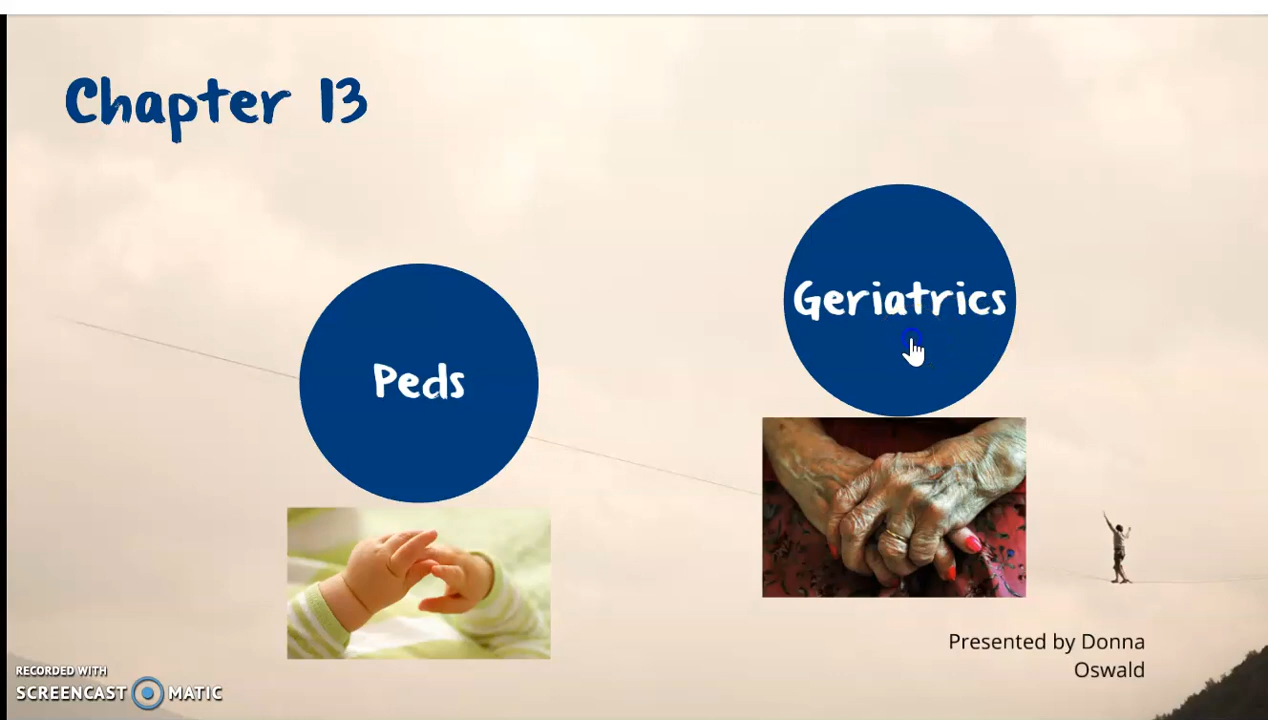 Chapter 13
Geriatrics
Peds
Presented by Donna
Oswald
RECORDED WITH
SCREENCAST MATIC